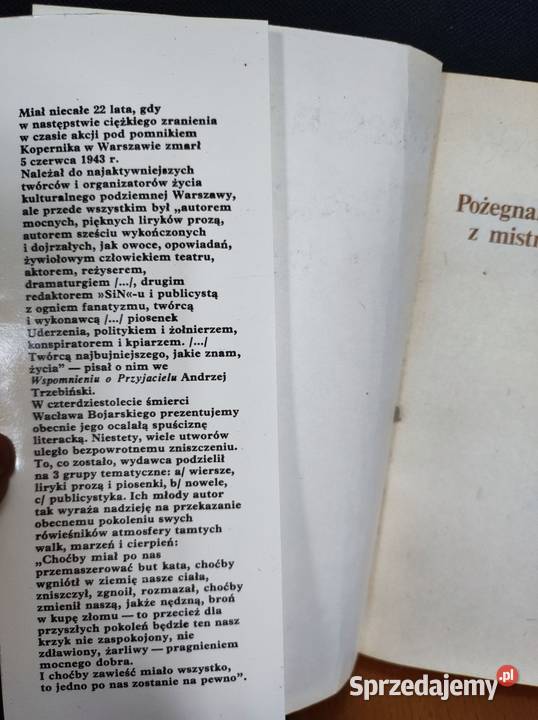 Miał niecałe 22 lata, gdy
w następstwie ciężkiego zranienia
w czasie akcji pod pomnikiem
Kopernika w Warszawie zmarł
5 czerwca 1943 r.
Należał do najaktywniejszych
twórców i organizatorów życia
kulturalnego podziemnej Warszawy,
ale przede wszystkim był „autorem
mocnych, pięknych liryków prozą,
autorem sześciu wykończonych
i dojrzałych, jak owoce, opowiadań,
żywiołowym człowiekiem teatru,
aktorem, reżyserem,
dramaturgiem /.../, drugim
redaktorem »SiN«-u i publicystą
z ogniem fanatyzmu, twórcą
i wykonawcą /.../ piosenek
Uderzenia, politykiem i żołnierzem,
konspiratorem i kpiarzem. /.../
Twórcą najbujniejszego, jakie znam,
życia” — pisał o nim we
Wspomnieniu o Przyjacielu Andrzej
Trzebiński.
W czterdziestolecie śmierci
Wacława Bojarskiego prezentujemy
obecnie jego ocalałą spuściznę
literacką. Niestety, wiele utworów
uległo bezpowrotnemu zniszczeniu.
To, co zostało, wydawca podzielił
na 3 grupy tematyczne: a/ wiersze,
liryki prozą i piosenki, b/ nowele,
c/ publicystyka. Ich młody autor
tak wyraża nadzieję na przekazanie
obecnemu pokoleniu swych
rówieśników atmosfery tamtych
walk, marzeń i cierpień:
„Choćby miał po nas
przemaszerować but kata, choćby
wgniótł w ziemię nasze ciała,
zniszczył, zgnoił, rozmazał, choćby
zmienił naszą, jakże nędzną, broń
w kupę złomu — to przecież dla
przyszłych pokoleń będzie ten nasz
krzyk nie zaspokojony, nie
zdławiony, żarliwy — pragnieniem
mocnego dobra.
I choćby zawieść miało wszystko,
to jedno po nas zostanie na pewno”.
Pożegna
z mistr
Sprzedajemy.pl